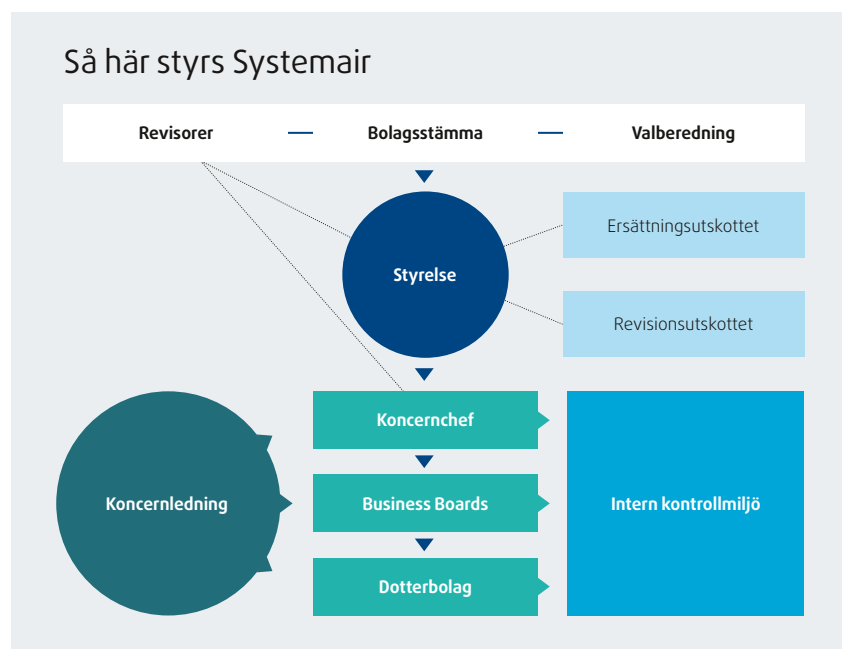 Så här styrs Systemair
Revisorer
Bolagsstämma
Valberedning
Styrelse
Ersättningsutskottet
Revisionsutskottet
Koncernledning
Koncernchef
Business Boards
Dotterbolag
Intern kontrollmiljö